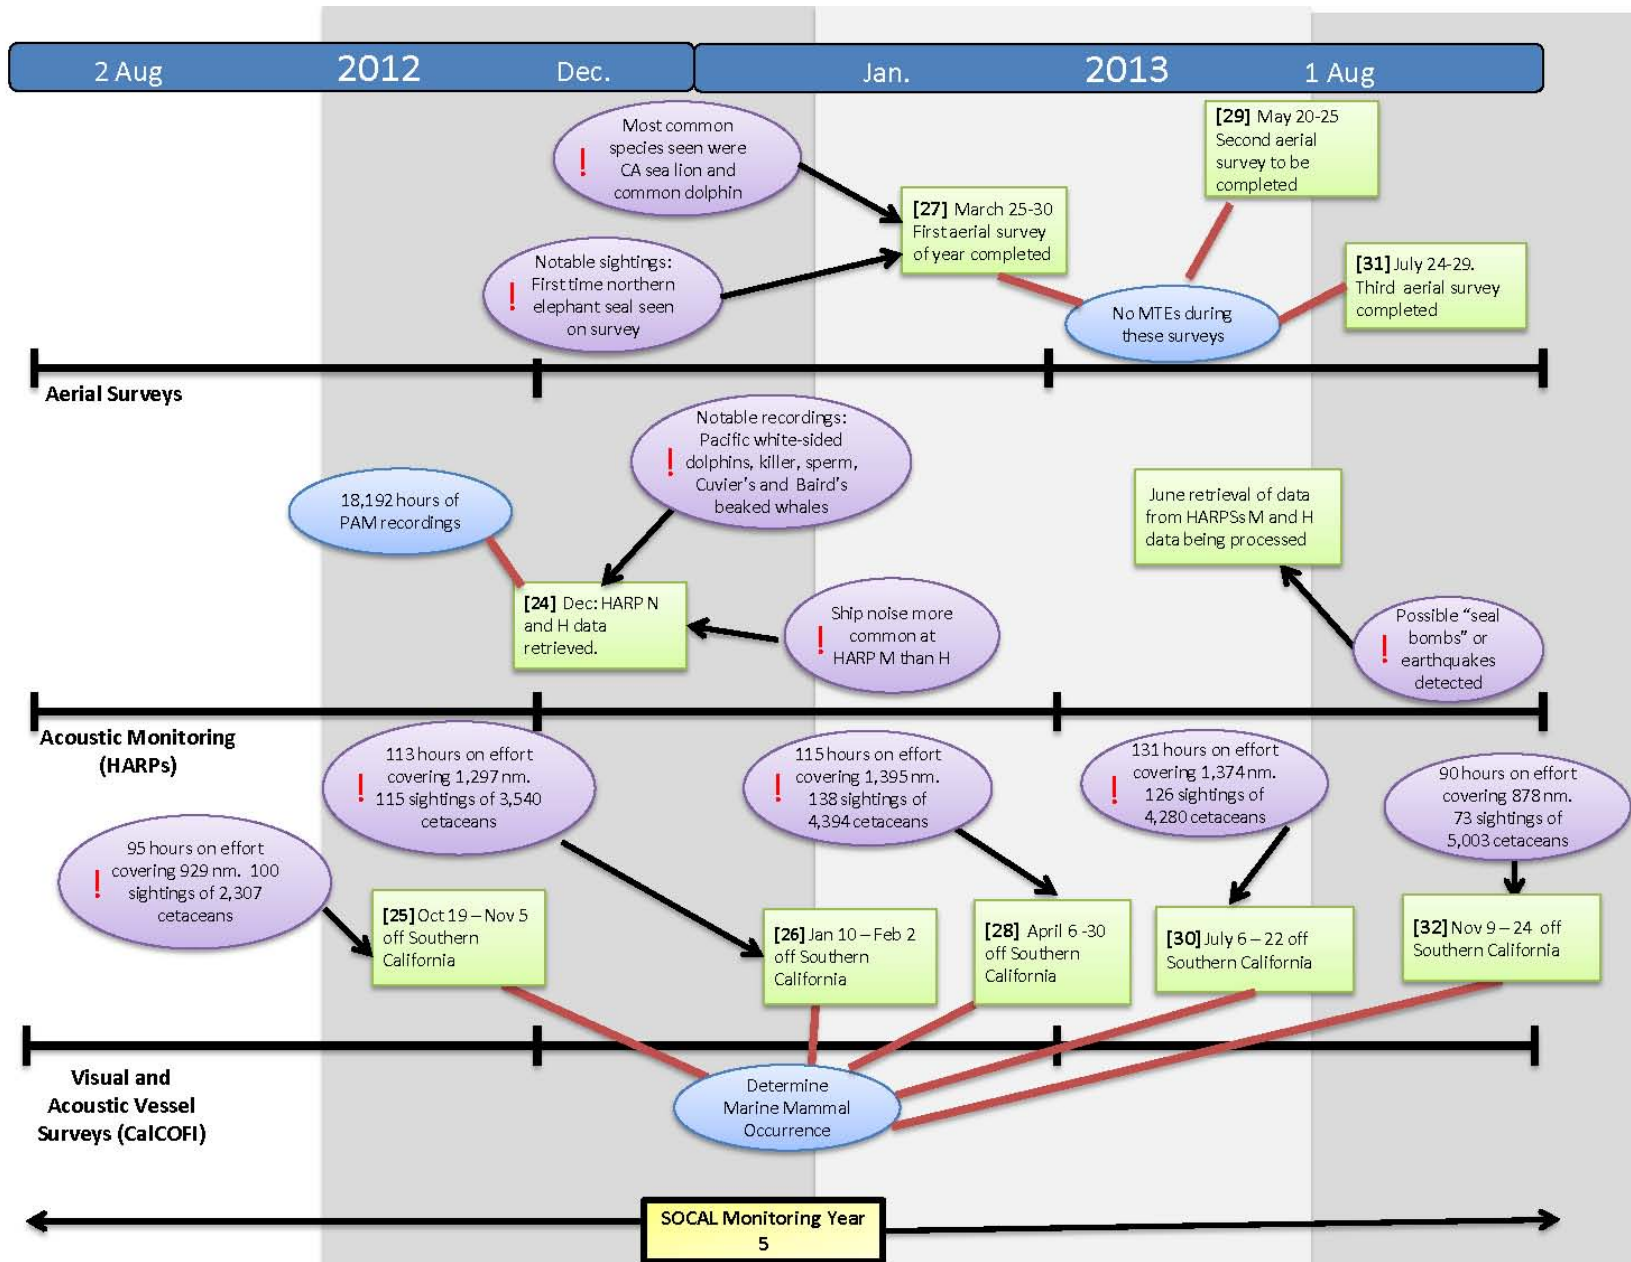 2 Aug
2012
Dec.
Jan.
2013
1 Aug
Most common
species seen were
! CA sea lion and
common dolphin
[29] May 20-25
Second aerial
survey to be
completed
[27] March 25-30
First aerial survey
of year completed
Notable sightings:
! First time northern
elephant seal seen
on survey
[31] July 24-29.
Third aerial survey
completed
No MTEs during
these surveys
Aerial Surveys
Notable recordings:
Pacific white-sided
! dolphins, killer, sperm,
Cuvier's and Baird's
beaked whales
18,192 hours of
PAM recordings
June retrieval of data
from HARPSs M and H
data being processed
[24] Dec: HARP N
and H data
retrieved.
Ship noise more
! common at
HARP M than H
Possible “seal
bombs” or
! earthquakes
detected
Acoustic Monitoring
(HARPs)
113 hours on effort
! covering 1,297 nm.
115 sightings of 3,540
cetaceans
115 hours on effort
! covering 1,395 nm.
138 sightings of
4,394 cetaceans
131 hours on effort
! covering 1,374 nm.
126 sightings of
4,280 cetaceans
90 hours on effort
covering 878 nm.
73 sightings of
5,003 cetaceans
95 hours on effort
covering 929 nm. 100
! sightings of 2,307
cetaceans
[25] Oct 19 – Nov 5
off Southern
California
[26] Jan 10 – Feb 2
off Southern
California
[28] April 6 -30
off Southern
California
[30] July 6 – 22 off
Southern California
[32] Nov 9 – 24 off
Southern California
Visual and
Acoustic Vessel
Surveys (CalCOFI)
Determine
Marine Mammal
Occurrence
SOCAL Monitoring Year
5